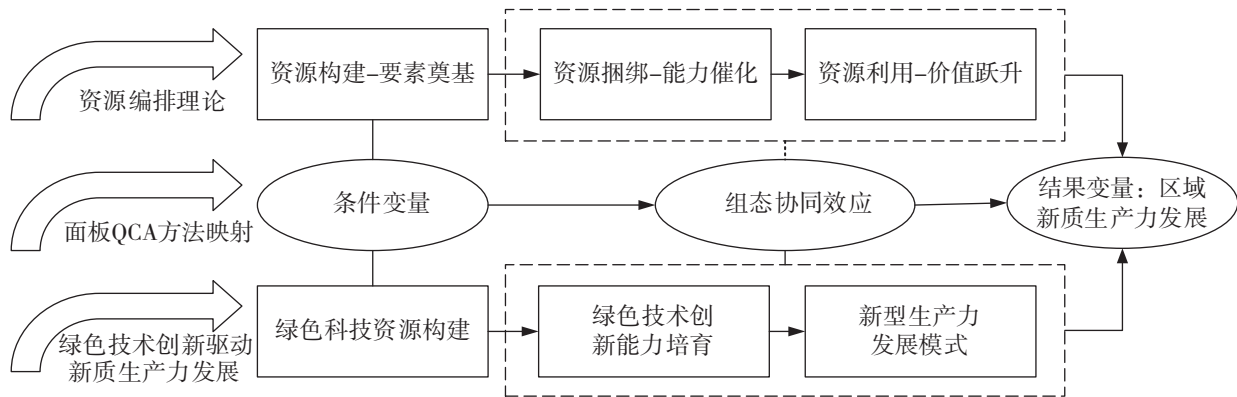 资源构建-要素奠基
资源捆绑-能力催化
资源利用-价值跃升
资源编排理论
条件变量
组态协同效应
结果变量：区域
新质生产力发展
面板QCA方法映射
绿色科技资源构建
绿色技术创
新能力培育
新型生产力
发展模式
绿色技术创新驱动
新质生产力发展